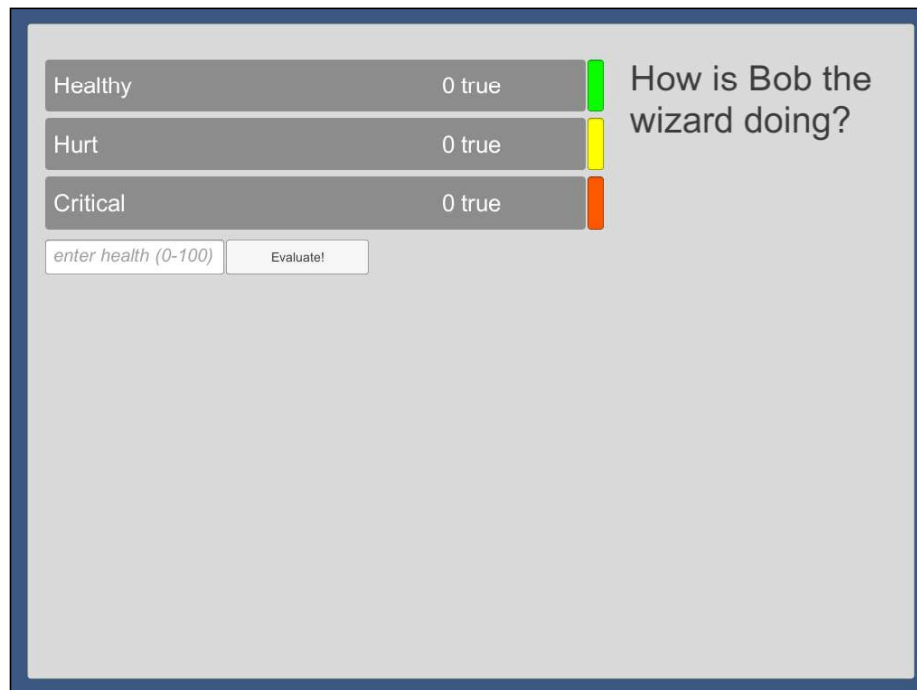 Healthy 0 true
Hurt 0 true
Critical 0 true
enter health (0-100) Evaluate!
How is Bob the
wizard doing?